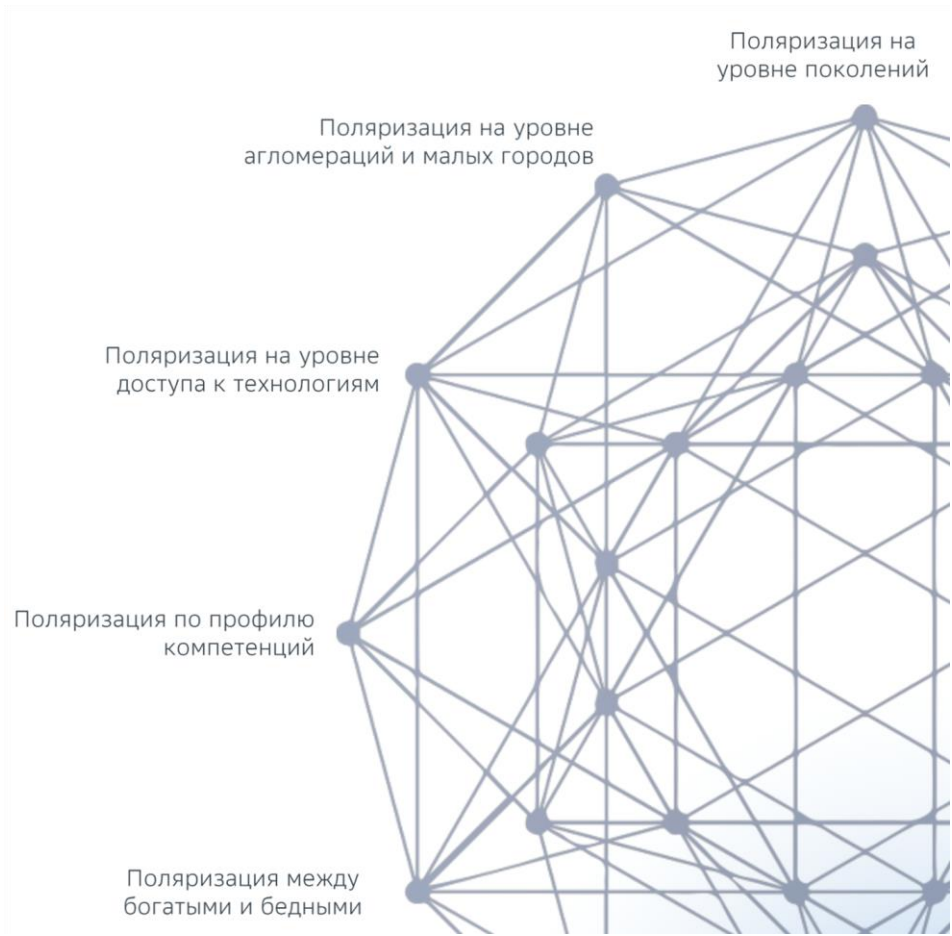 Поляризация на
уровне поколений
Поляризация на уровне
агломераций и малых городов
Поляризация на уровне
доступа к технологиям
Поляризация по профилю
компетенций
Поляризация между
богатыми и бедными